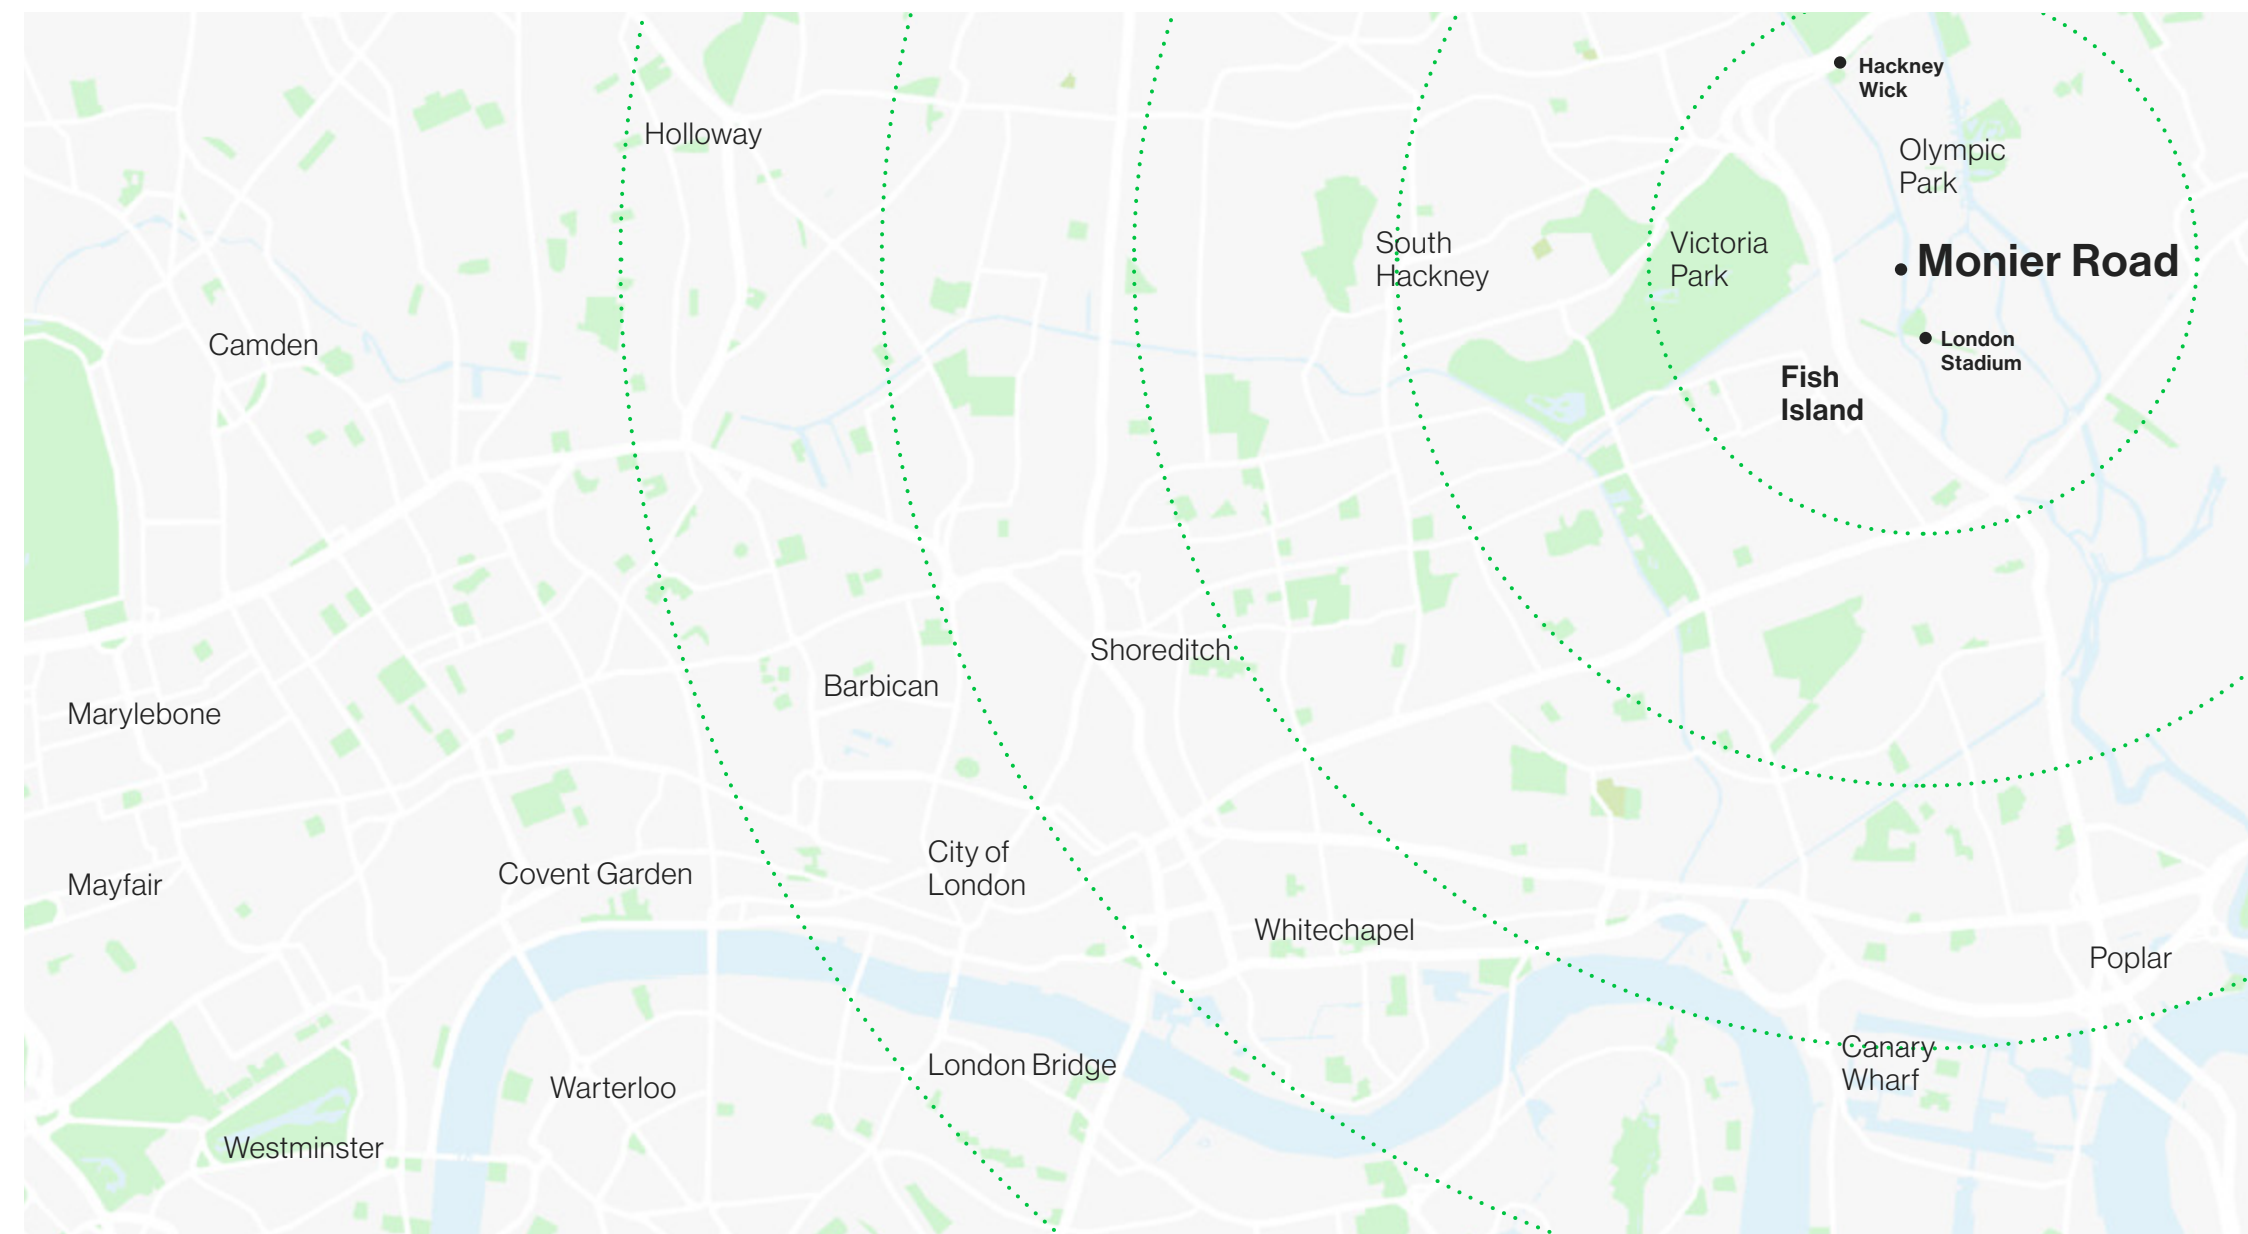 Hackney
Wick
Holloway
Olympic
Park
South
Hackney
Victoria
Park
Monier Road
Camden
London
Stadium
Fish
Island
Shoreditch
Barbican
Marylebone
City of
London
Covent Garden
Mayfair
Whitechapel
Poplar
Canary
Wharf
London Bridge
Warterloo
Westminster